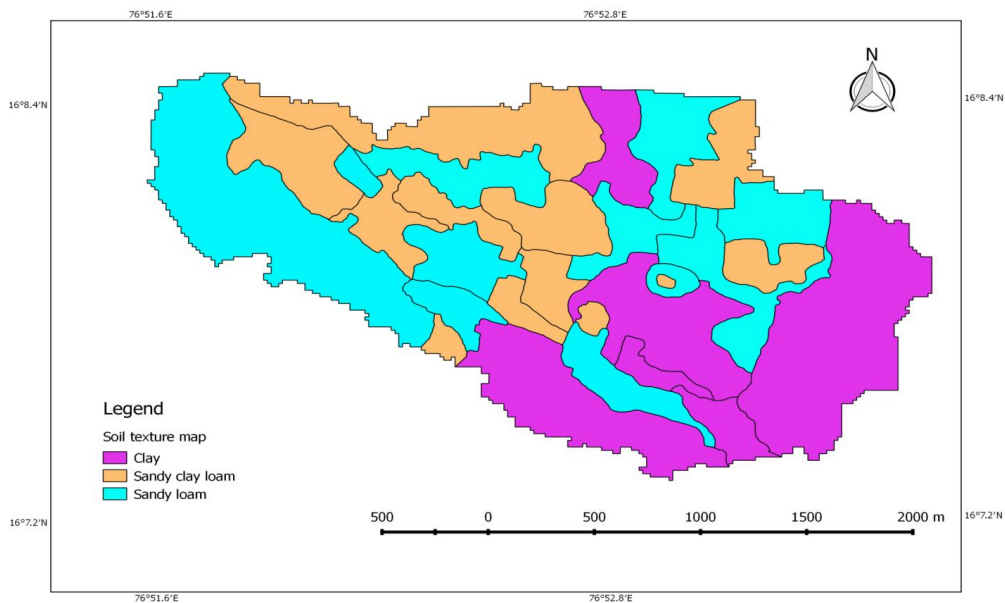 76°51.6'E 76°52.8'E
N
16°8.4'N 16°8.4'N
Legend
Soil texture map
Clay
Sandy clay loam
Sandy loam
500 0 500 1000 1500 2000 m
16°7.2'N 16°7.2'N
76°51.6'E 76°52.8'E